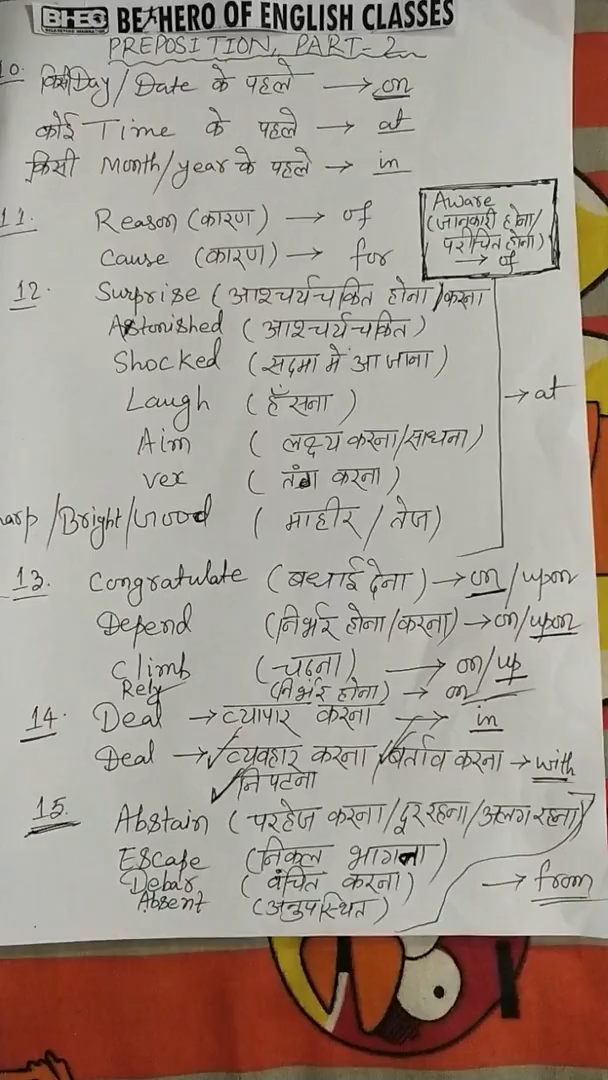 BHEO BE A HERO OF ENGLISH CLASSES
PREPOSITION, PART-2
10. किसी Day/Date के पहले → on
कोई Time के पहले → at
किसी Month/year के पहले → in
11. Reason (कारण) → of
Cause (कारण) → for
Aware
(जानकारी होना/
परीचित होना)
→ of
12. Surprise (आश्चर्यचकित होना/करना
Astonished (आश्चर्यचकित)
Shocked (सदमा में आ जाना)
Laugh (हँसना)
Aim (लक्ष्य करना/साधना)
vex (तंग करना)
→ at
arp/Bright/Good (माहीर/तेज)
13. Congratulate (बधाई देना) → on/upon
Depend (निर्भर होना/करना) → on/upon
Climb (चढ़ना) → on/up
Rely (निर्भर होना) → on
14. Deal → व्यापार करना → in
Deal → व्यवहार करना/बर्ताव करना → with
निपटना
15. Abstain (परहेज करना/दूर रहना/अलग रहना)
Escape (निकल भागना)
Debar (वंचित करना)
Absent (अनुपस्थित)
→ from